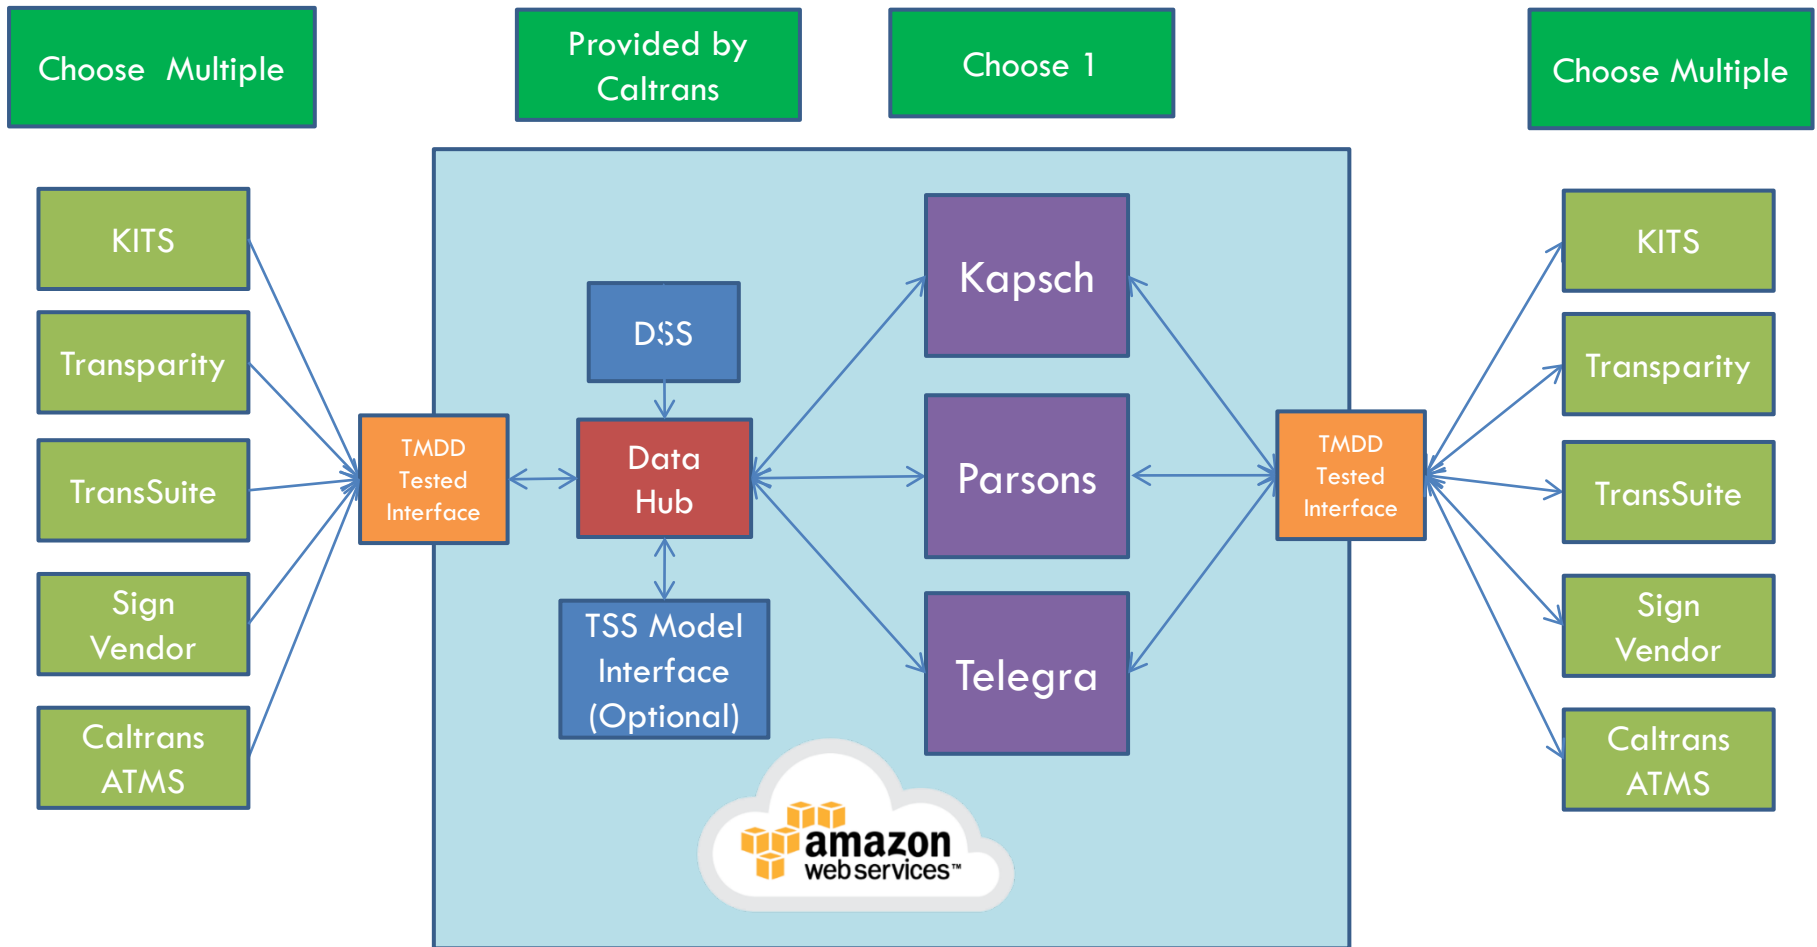 Choose  Multiple
Provided by
Caltrans
Choose 1
Choose Multiple
KITS
Transparity
TransSuite
Sign
Vendor
Caltrans
ATMS
TMDD
Tested
Interface
DSS
Data
Hub
TSS Model
Interface
(Optional)
Kapsch
Parsons
Telegra
amazon
web services™
TMDD
Tested
Interface
KITS
Transparity
TransSuite
Sign
Vendor
Caltrans
ATMS